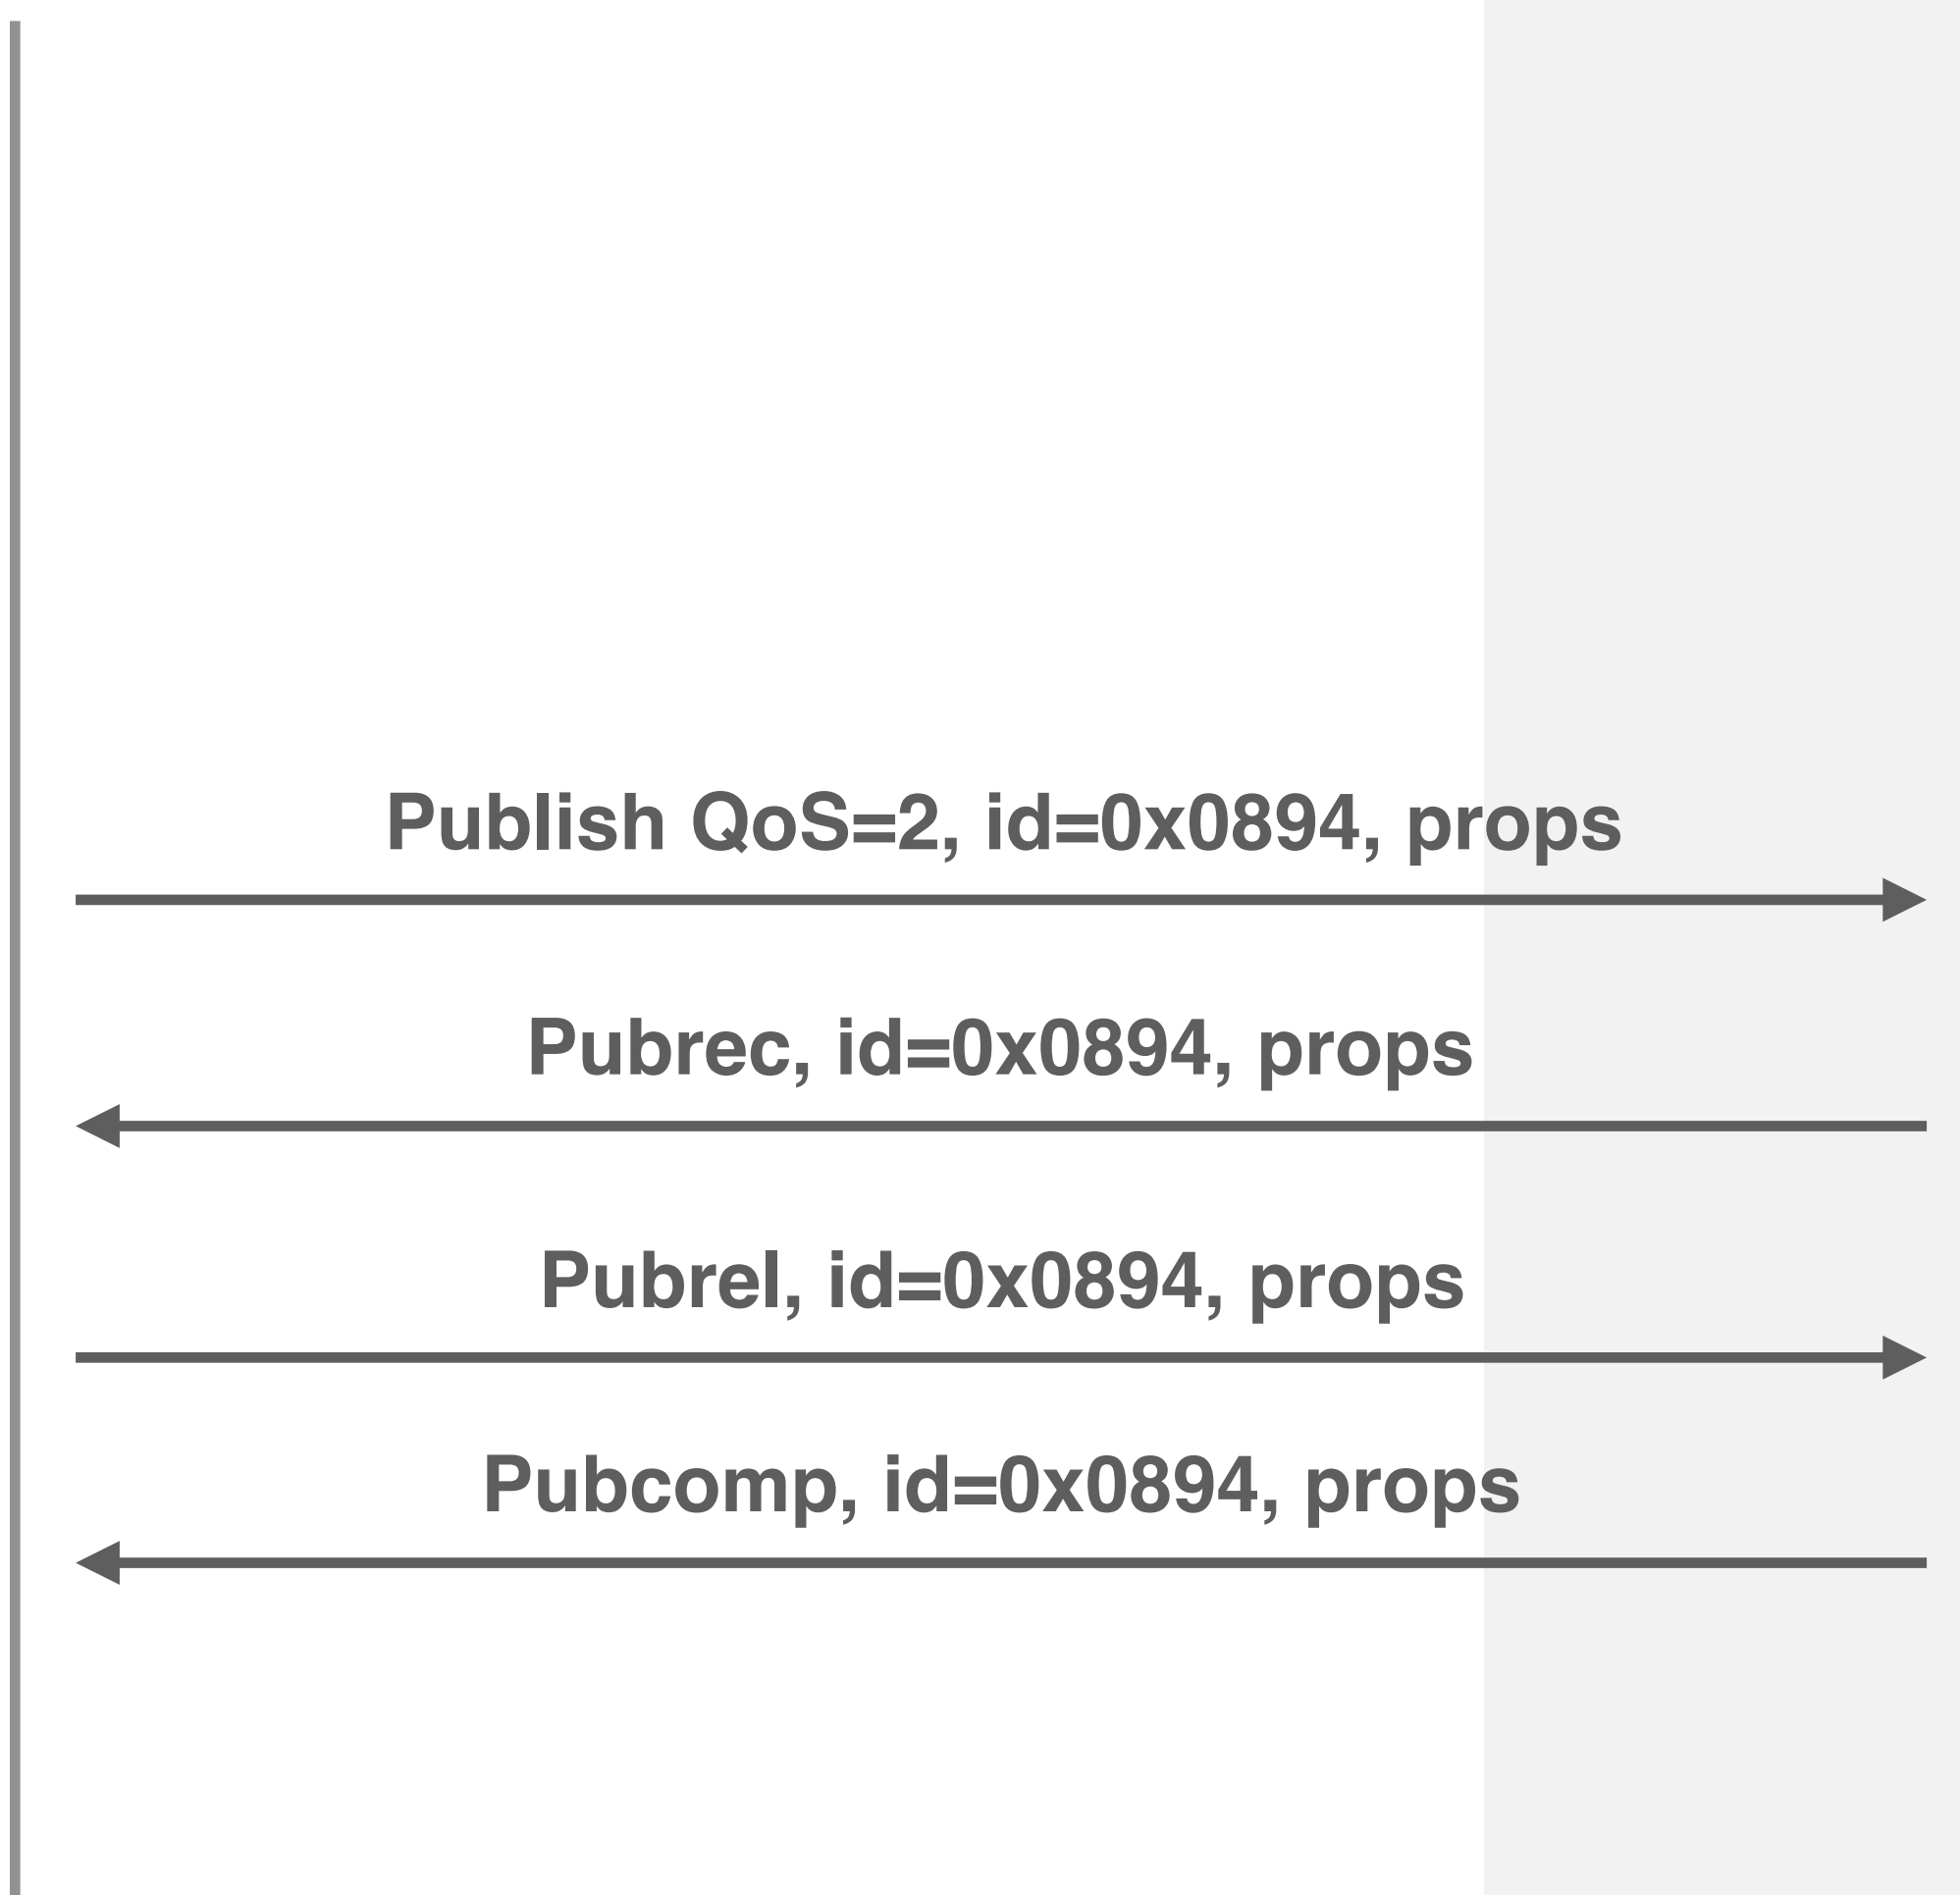 Publish QoS=2, id=0x0894, props
Pubrec, id=0x0894, props
Pubrel, id=0x0894, props
Pubcomp, id=0x0894, props